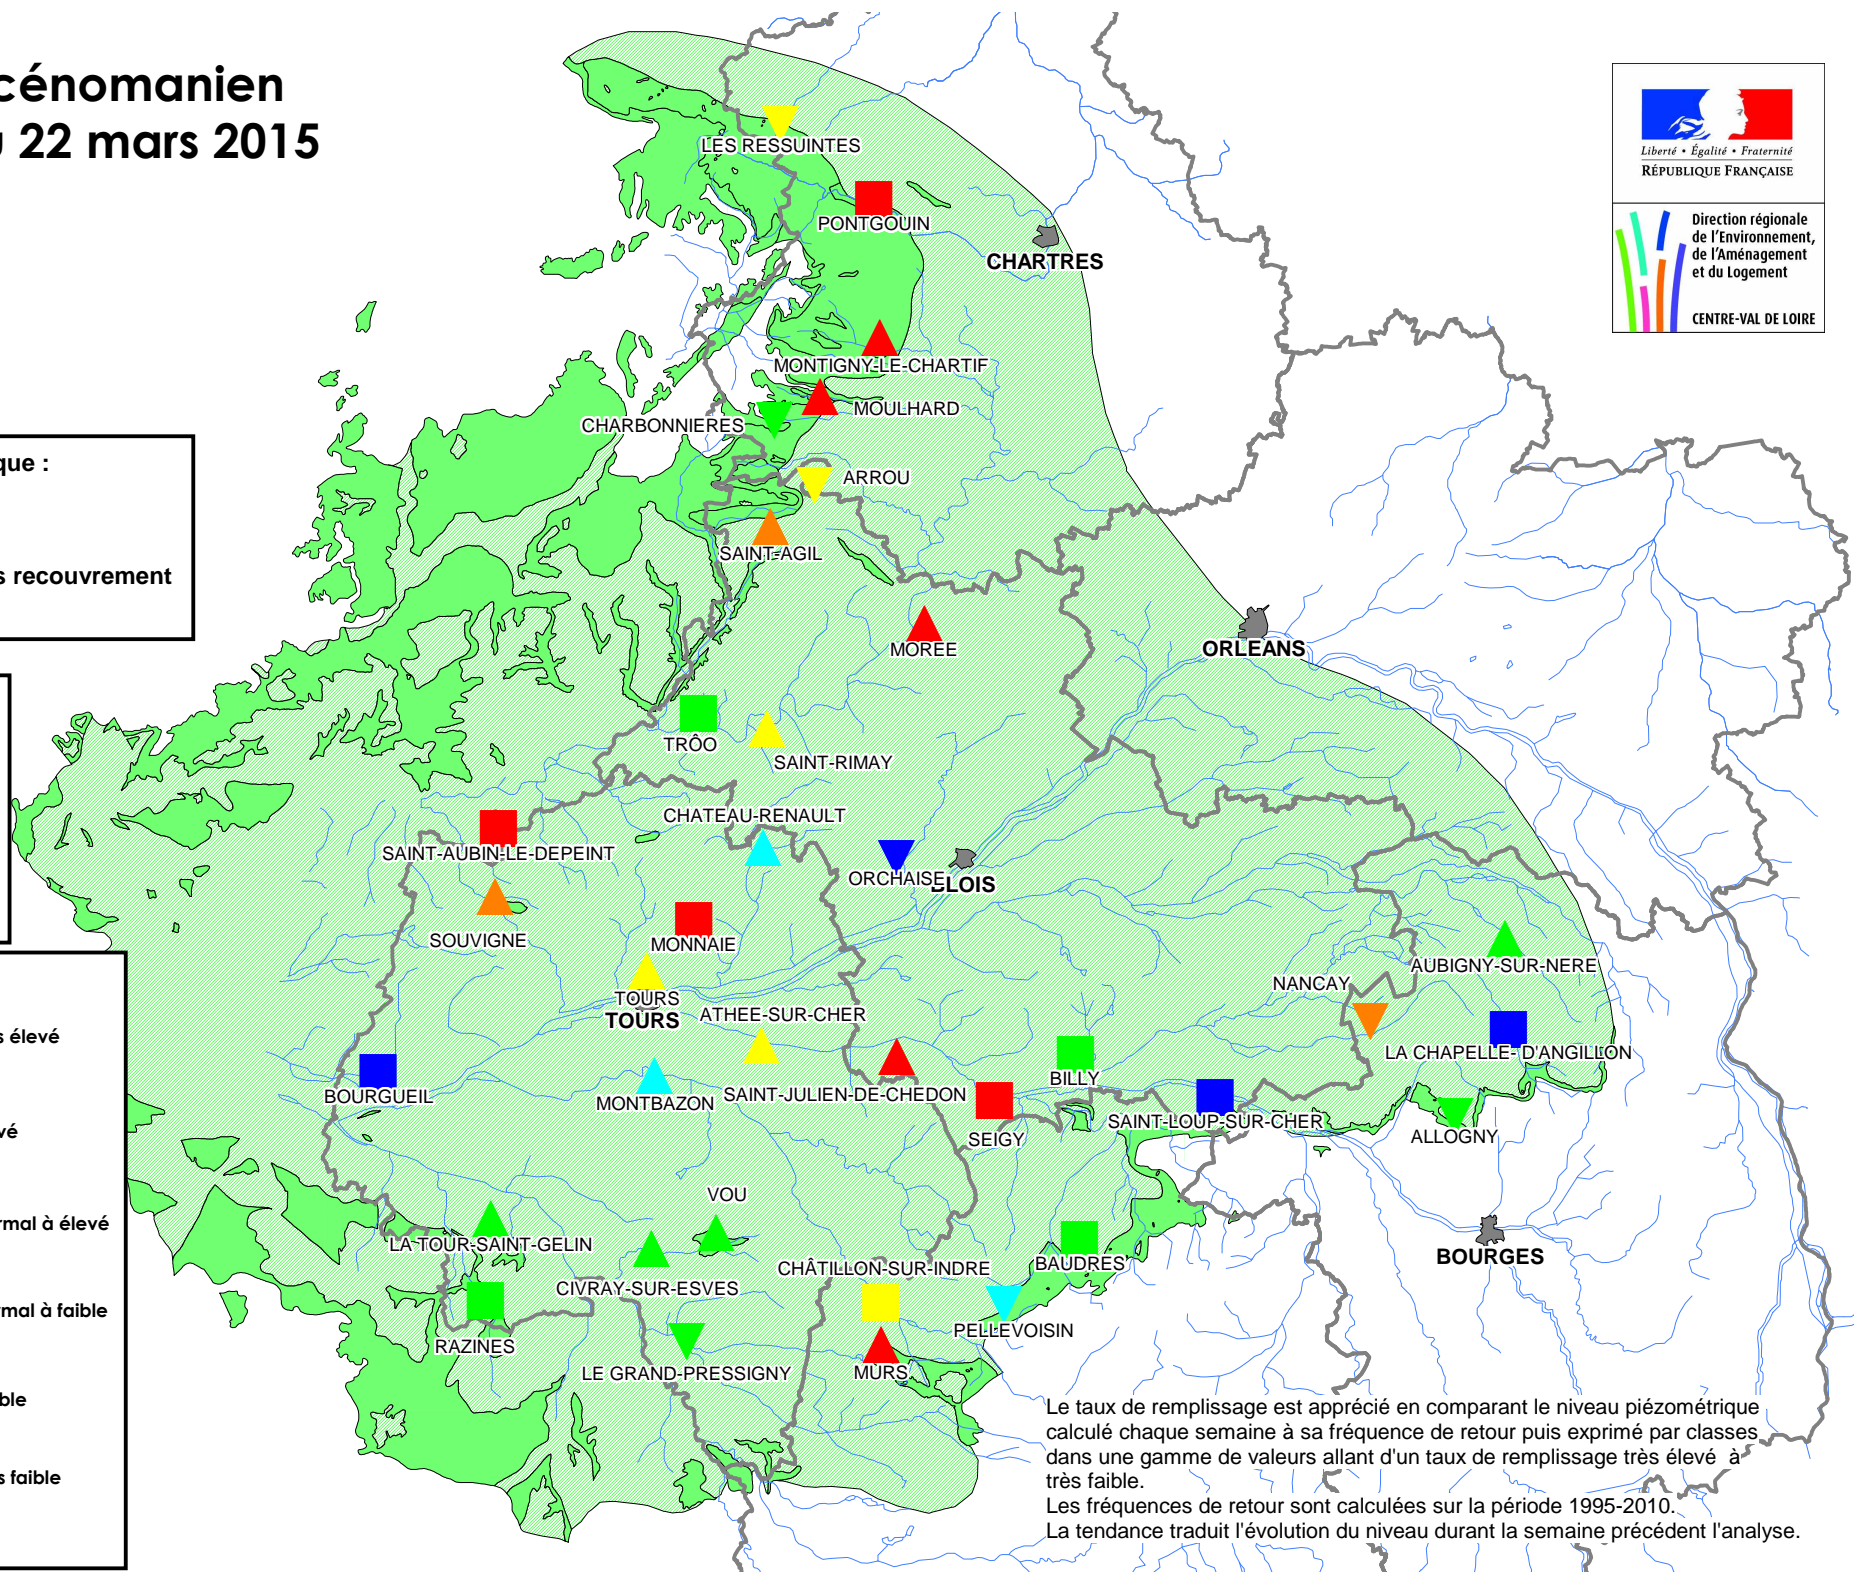 cénomanien
22 mars 2015
Liberté • Égalité • Fraternité
RÉPUBLIQUE FRANÇAISE
Direction régionale
de l'Environnement,
de l'Aménagement
et du Logement
CENTRE-VAL DE LOIRE
LES RESSUINTES
PONTGOUIN
CHARTRES
MONTIGNY-LE-CHARTIF
MOULHARD
CHARBONNIERES
ARROU
SAINT-AGIL
MOREE
ORLEANS
TRÔO
SAINT-RIMAY
CHATEAU-RENAULT
SAINT-AUBIN-LE-DEPEINT
ORCHAISE
BLOIS
SOUVIGNE
MONNAIE
AUBIGNY-SUR-NERE
NANCAY
TOURS
TOURS
ATHEE-SUR-CHER
LA CHAPELLE- D'ANGILLON
BILLY
BOURGUEIL
MONTBAZON
SAINT-JULIEN-DE-CHEDON
SAINT-LOUP-SUR-CHER
SEIGY
ALLOGNY
VOU
LA TOUR-SAINT-GELIN
BOURGES
BAUDRES
CHÂTILLON-SUR-INDRE
CIVRAY-SUR-ESVES
PELLEVOISIN
RAZINES
LE GRAND-PRESSIGNY
MURS
que :
s recouvrement
s élevé
vé
rmal à élevé
rmal à faible
ble
s faible
Le taux de remplissage est apprécié en comparant le niveau piézométrique
calculé chaque semaine à sa fréquence de retour puis exprimé par classes
dans une gamme de valeurs allant d'un taux de remplissage très élevé à
très faible.
Les fréquences de retour sont calculées sur la période 1995-2010.
La tendance traduit l'évolution du niveau durant la semaine précédent l'analyse.